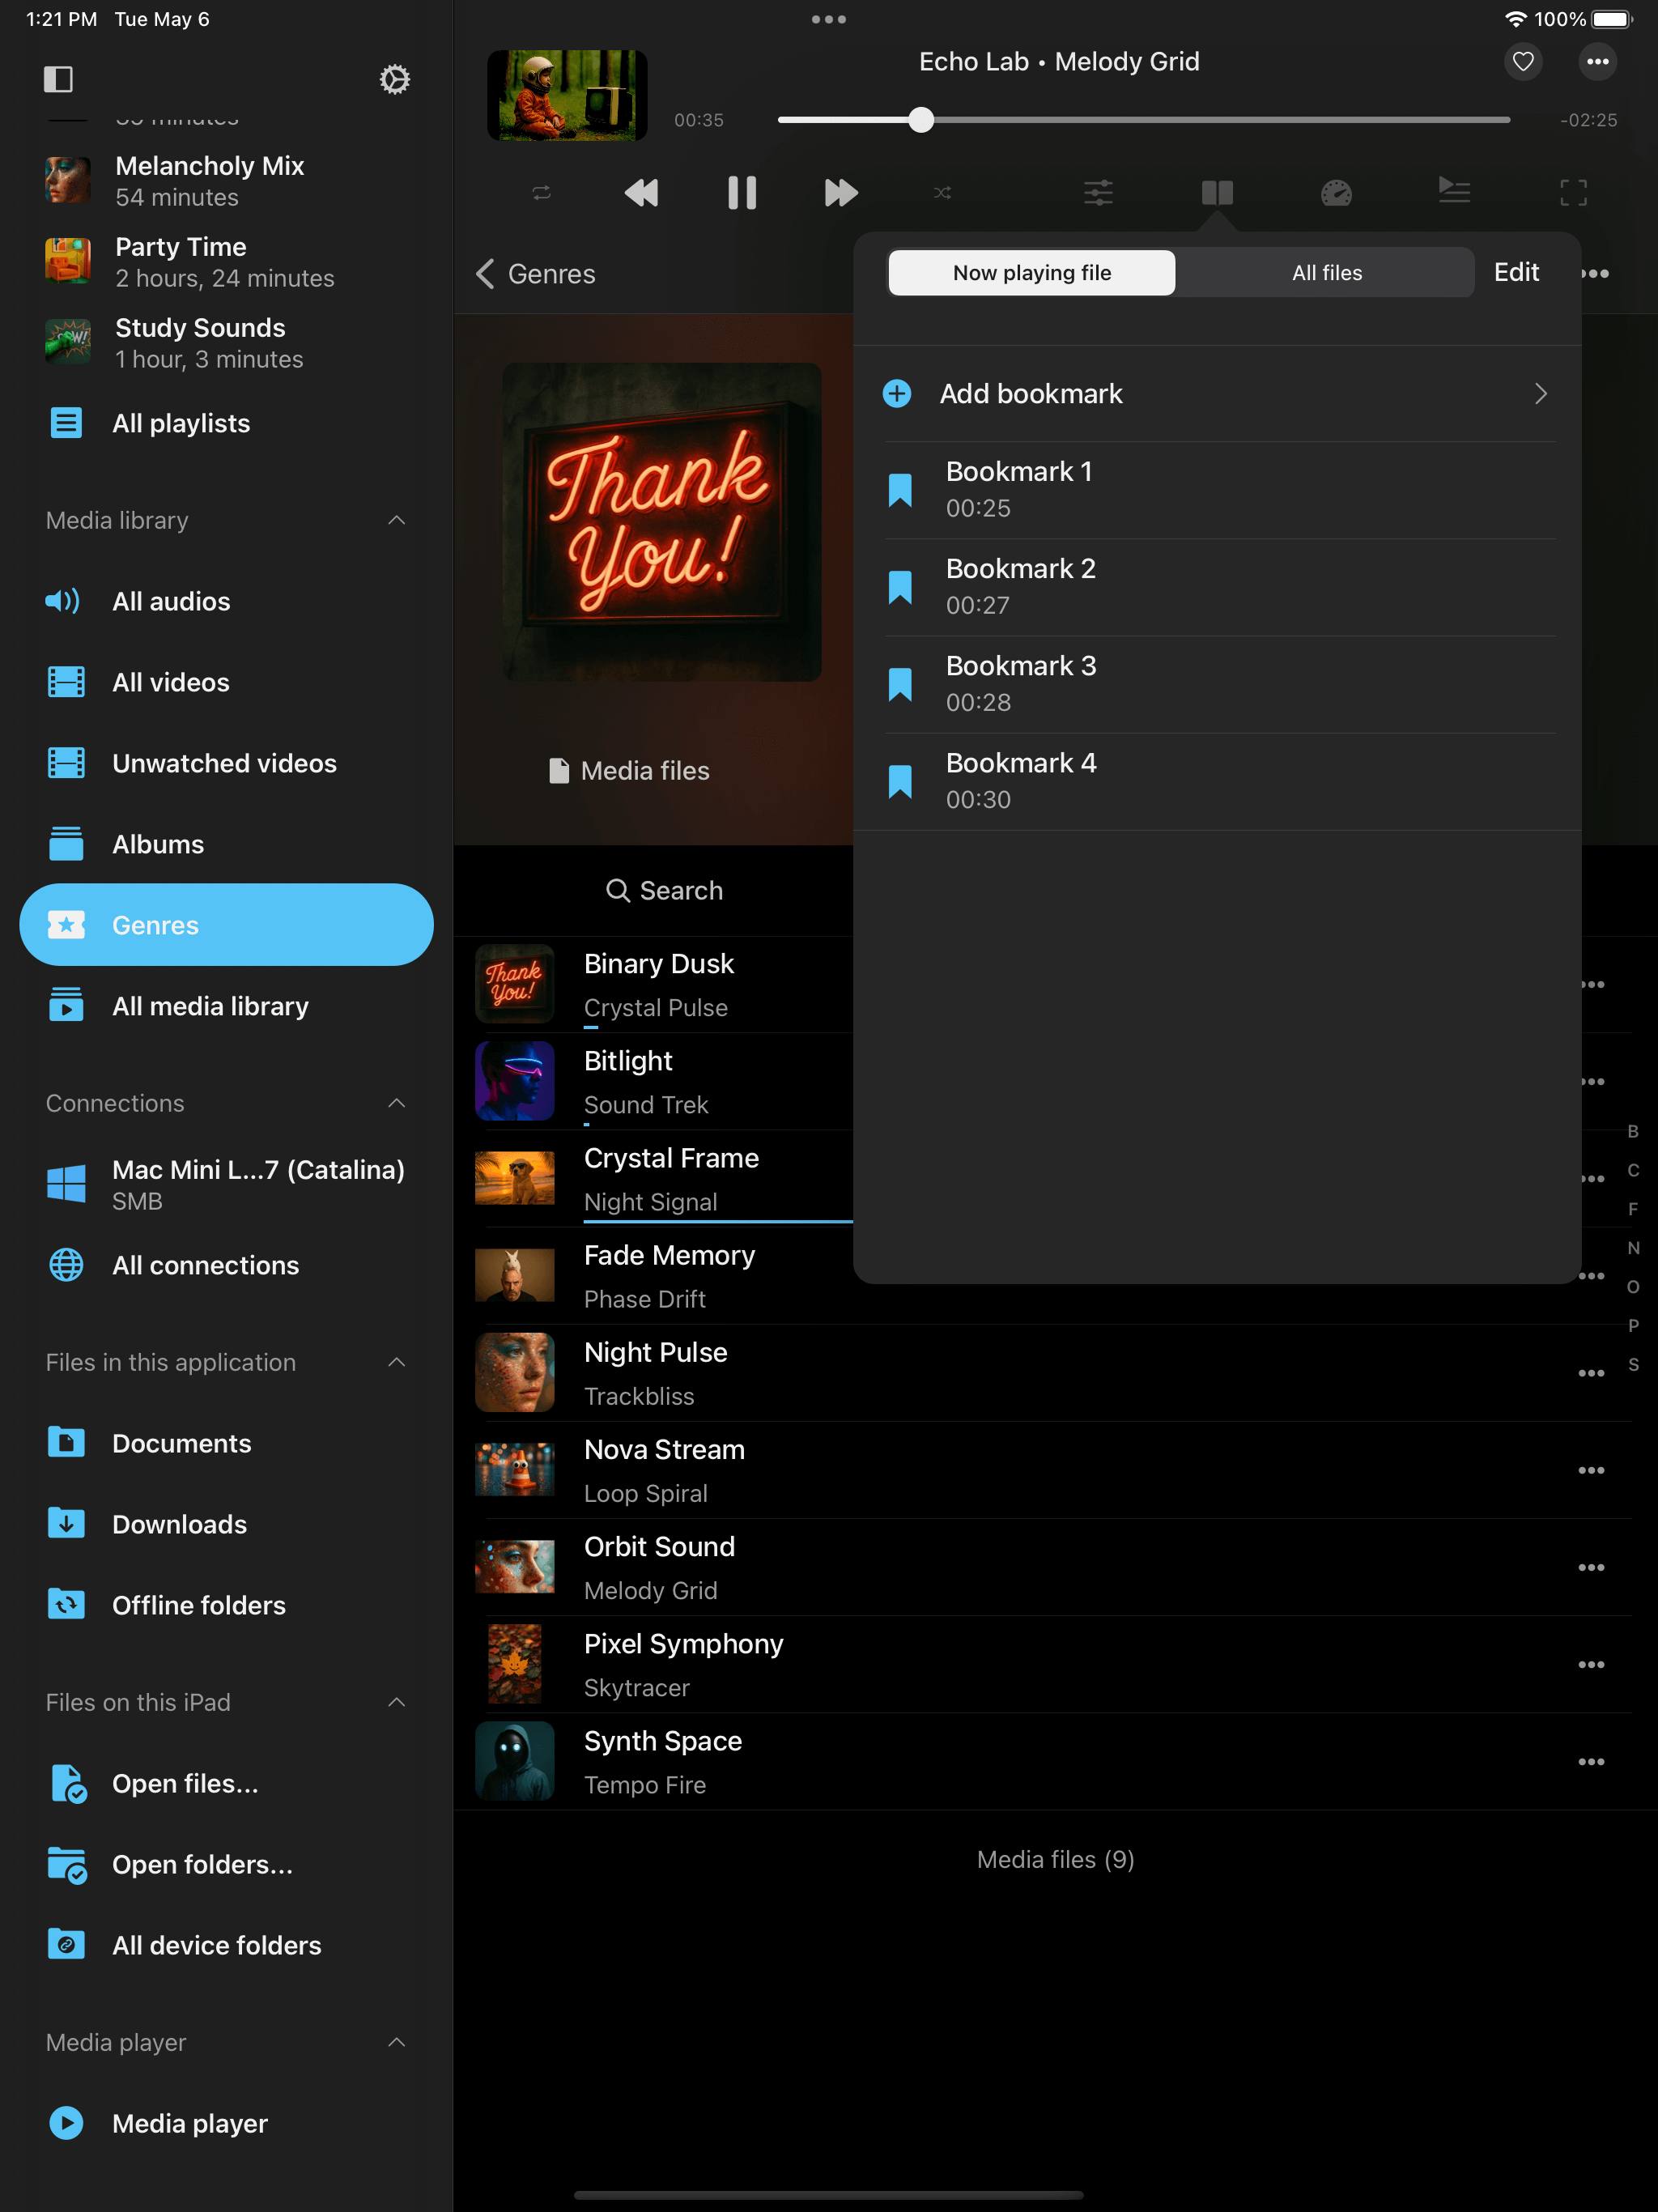 1:21 PM Tue May 6
100%
Melancholy Mix
54 minutes
Party Time
2 hours, 24 minutes
Study Sounds
1 hour, 3 minutes
All playlists
Media library
All audios
All videos
Unwatched videos
Albums
Genres
All media library
Connections
Mac Mini L...7 (Catalina)
SMB
All connections
Files in this application
Documents
Downloads
Offline folders
Files on this iPad
Open files...
Open folders...
All device folders
Media player
Media player
Echo Lab • Melody Grid
00:35
-02:25
Genres
Now playing file
All files
Edit
Add bookmark
Bookmark 1
00:25
Bookmark 2
00:27
Bookmark 3
00:28
Bookmark 4
00:30
Thank
You!
Media files
Search
Thank
You!
Binary Dusk
Crystal Pulse
Bitlight
Sound Trek
Crystal Frame
Night Signal
Fade Memory
Phase Drift
Night Pulse
Trackbliss
Nova Stream
Loop Spiral
Orbit Sound
Melody Grid
Pixel Symphony
Skytracer
Synth Space
Tempo Fire
B
C
F
N
O
P
S
Media files (9)